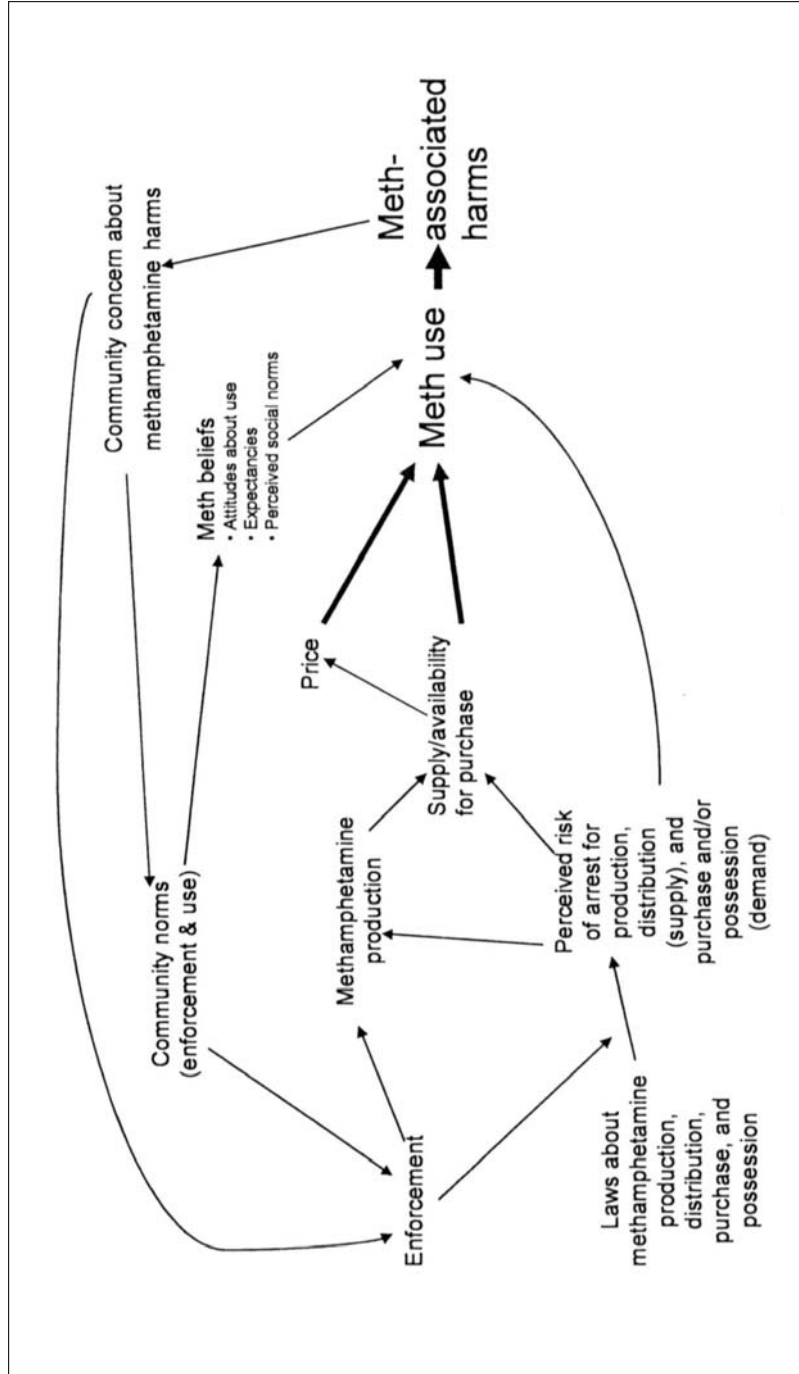 Community concern about
methamphetamine harms
Community norms
(enforcement & use)
Meth beliefs
• Attitudes about use
• Expectancies
• Perceived social norms
Enforcement
Methamphetamine
production
Price
Supply/availability
for purchase
Meth use
Meth-
associated
harms
Laws about
methamphetamine
production,
distribution,
purchase, and
possession
Perceived risk
of arrest for
production,
distribution
(supply), and
purchase and/or
possession
(demand)